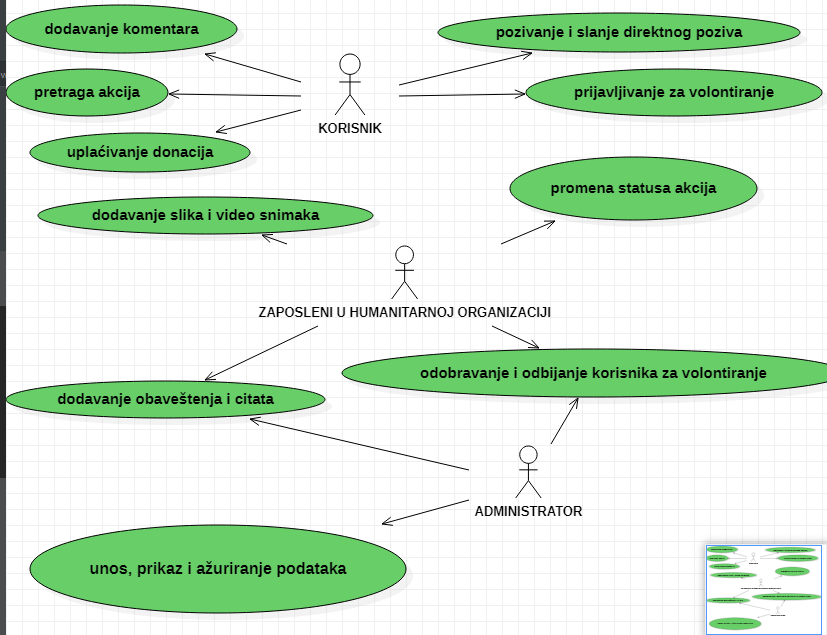 dodavanje komentara
pozivanje i slanje direktnog poziva
pretraga akcija
prijavljivanje za volontiranje
KORISNIK
uplaćivanje donacija
promena statusa akcija
dodavanje slika i video snimaka
ZAPOSLENI U HUMANITARNOJ ORGANIZACIJI
odobravanje i odbijanje korisnika za volontiranje
dodavanje obaveštenja i citata
ADMINISTRATOR
unos, prikaz i ažuriranje podataka